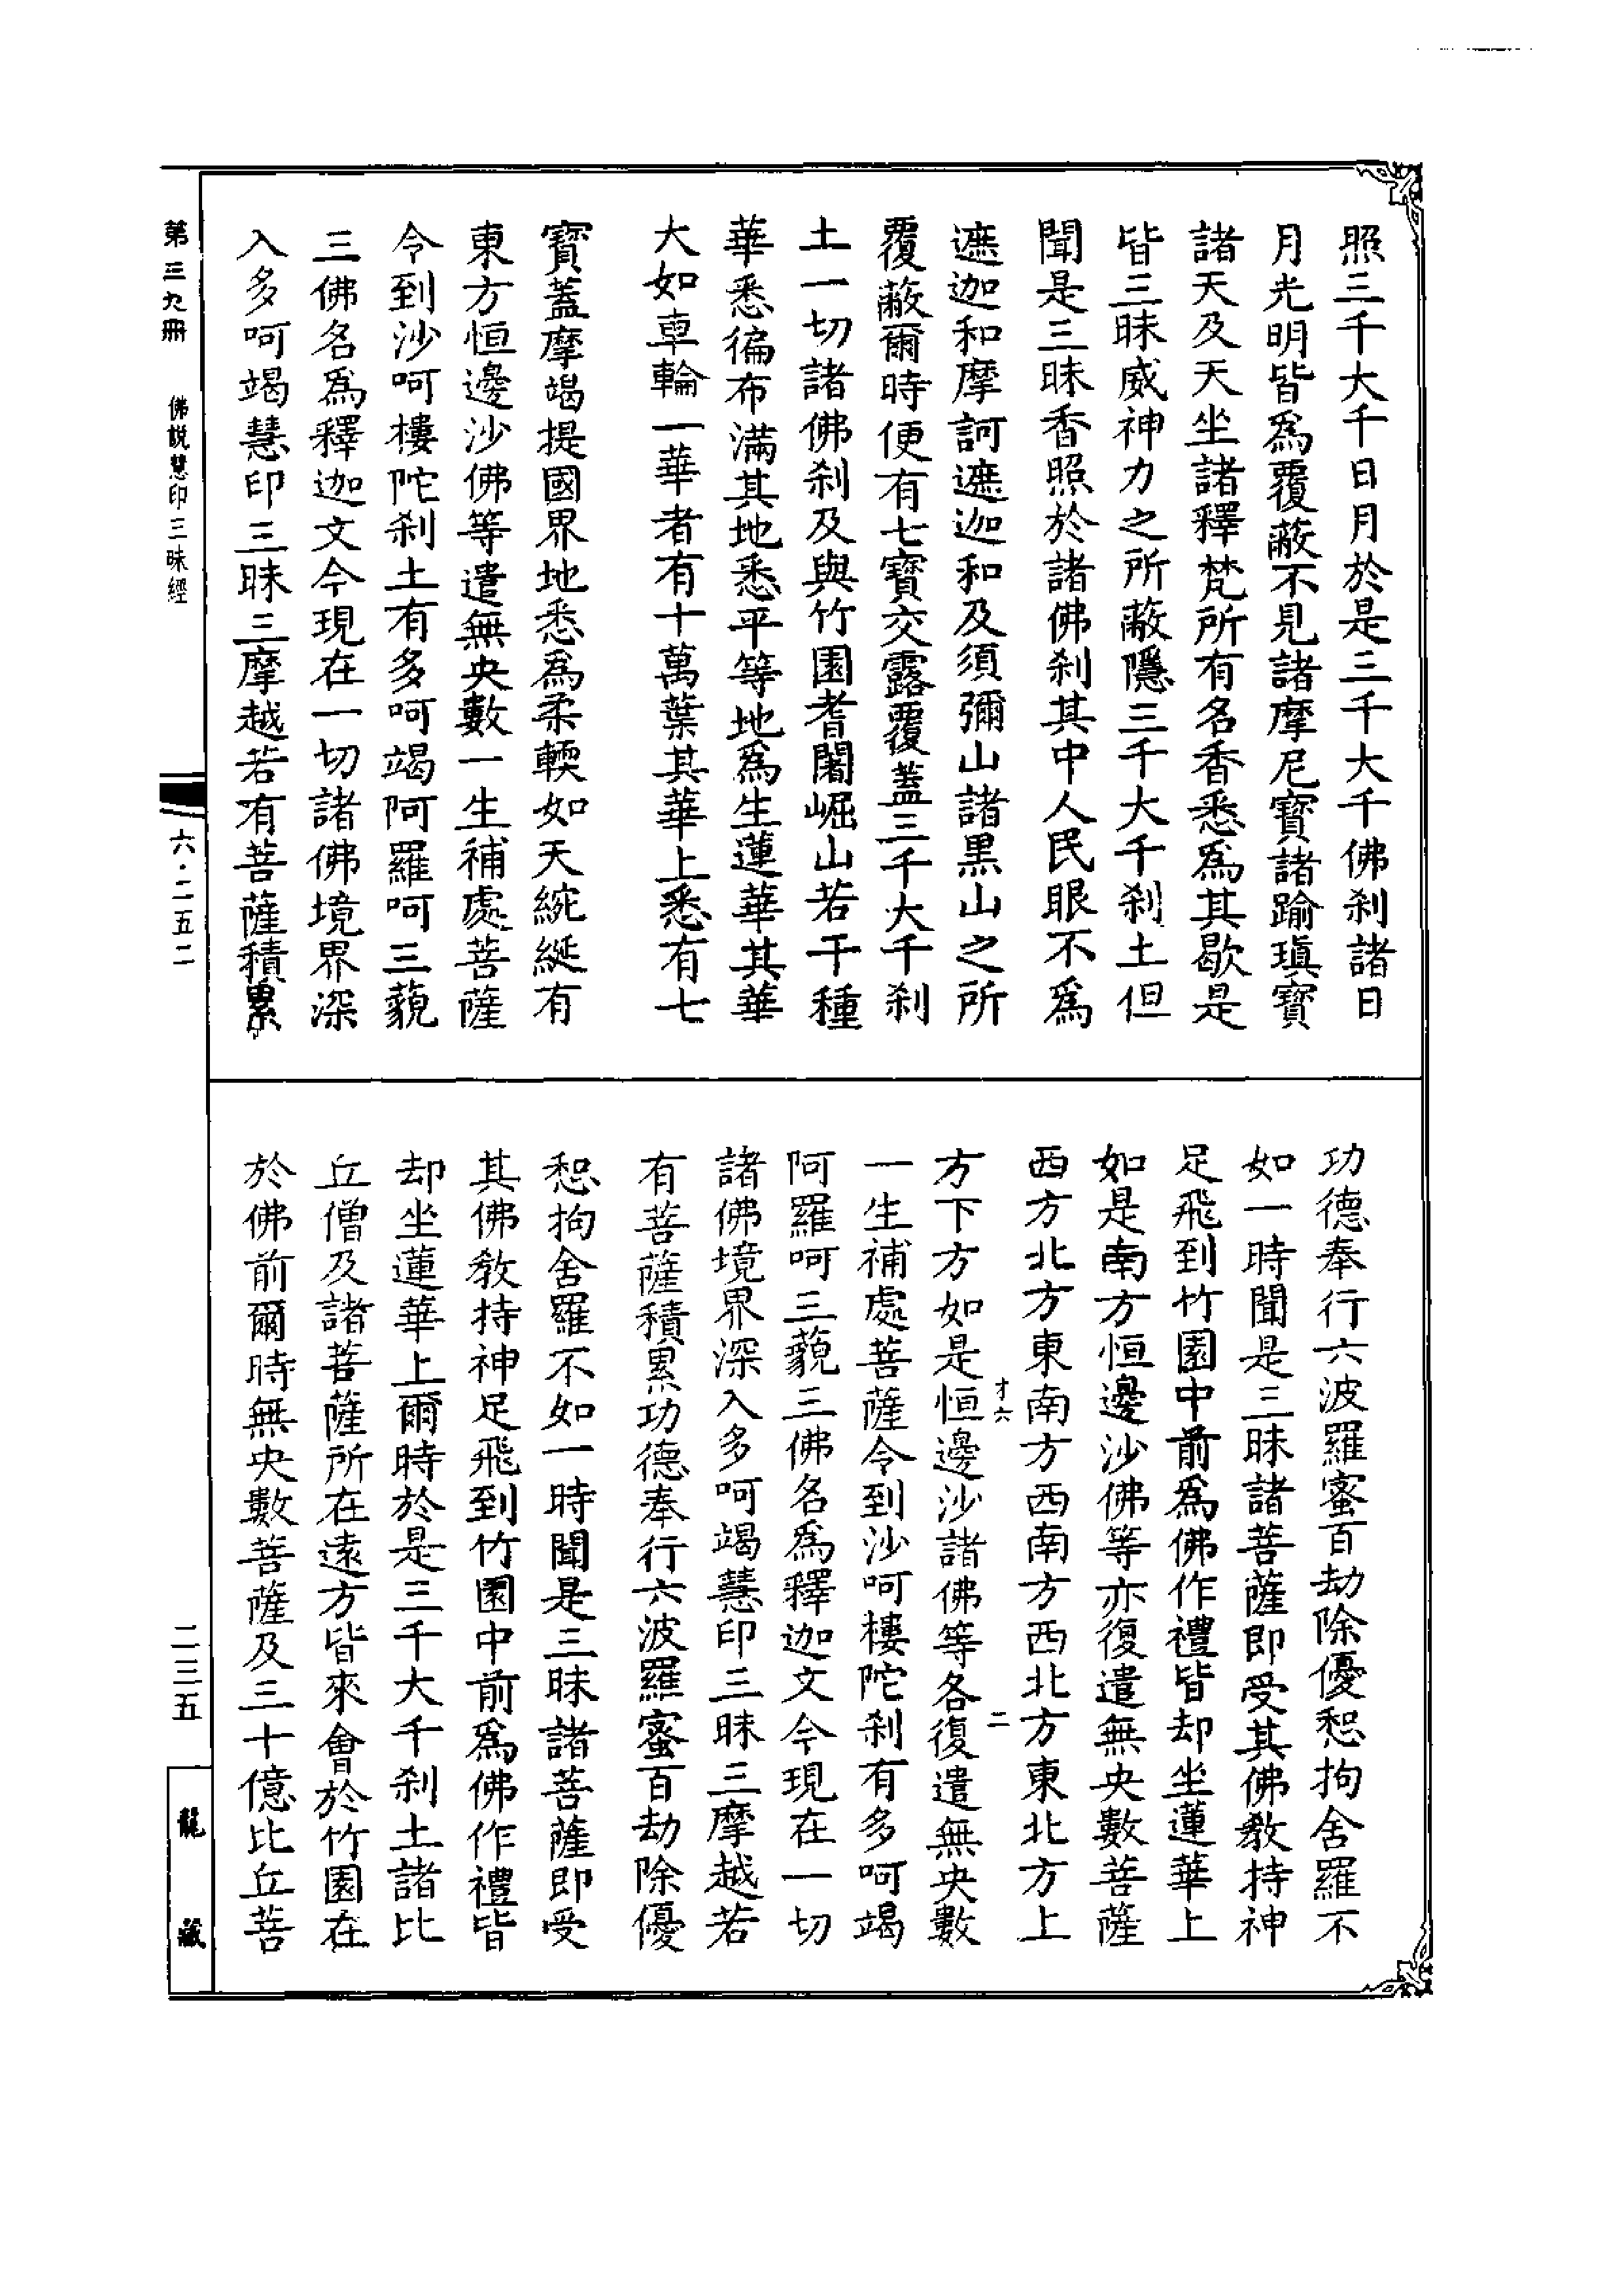 照三千大千日月於是三千大千佛刹諸日
月光明皆爲覆蔽不見諸摩尼寶諸踰瑱寶
諸天及天坐諸釋梵所有名香悉爲其歇是
皆三昧威神力之所蔽隱三千大千刹土但
聞是三昧香照於諸佛刹其中人民眼不爲
遮迦和摩訶遮迦和及須彌山諸黒山之所
覆蔽爾時便有七寶交露覆蓋三千大千刹
土一切諸佛刹及與竹園耆闍崛山若干種
華悉徧布滿其地悉平等地爲生蓮華其華
大如車輪一華者有十萬葉其華上悉有七
寶蓋摩竭提國界地悉爲柔輭如天綩綖有
東方恒邊沙佛等遣無央數一生補處菩薩
令到沙呵樓陀刹土有多呵竭阿羅呵三藐
三佛名爲釋迦文今現在一切諸佛境界深
入多呵竭慧印三昧三摩越若有菩薩積累
功德奉行六波羅蜜百劫除優恕拘舍羅不
如一時聞是三昧諸菩薩即受其佛教持神
足飛到竹園中前爲佛作禮皆却坐蓮華上
如是南方恒邊沙佛等亦復遣無央數菩薩
西方北方東南方西南方西北方東北方上
才六 二
方下方如是恒邊沙諸佛等各復遣無央數
一生補處菩薩令到沙呵樓陀刹有多呵竭
阿羅呵三藐三佛名爲釋迦文今現在一切
諸佛境界深入多呵竭慧印三昧三摩越若
有菩薩積累功德奉行六波羅蜜百劫除優
恕拘舍羅不如一時聞是三昧諸菩薩即受
其佛教持神足飛到竹園中前爲佛作禮皆
却坐蓮華上爾時於是三千大千刹土諸比
丘僧及諸菩薩所在遠方皆來會於竹園在
於佛前爾時無央數菩薩及三十億比丘菩
第三九冊 佛説慧印三昧經
六·二五二
二三五
龍藏